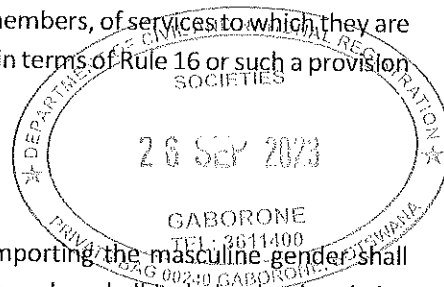 members, of services to which they are
in terms of Rule 16 or such a provision
DEPARTMENT OF CIVIL AND NATIONAL REGISTRATION
SOCIETIES
26 SEP 2023
GABORONE
TEL: 3611400
PRIVATE BAG 00240 GABORONE, BOTSWANA
importing the masculine gender shall